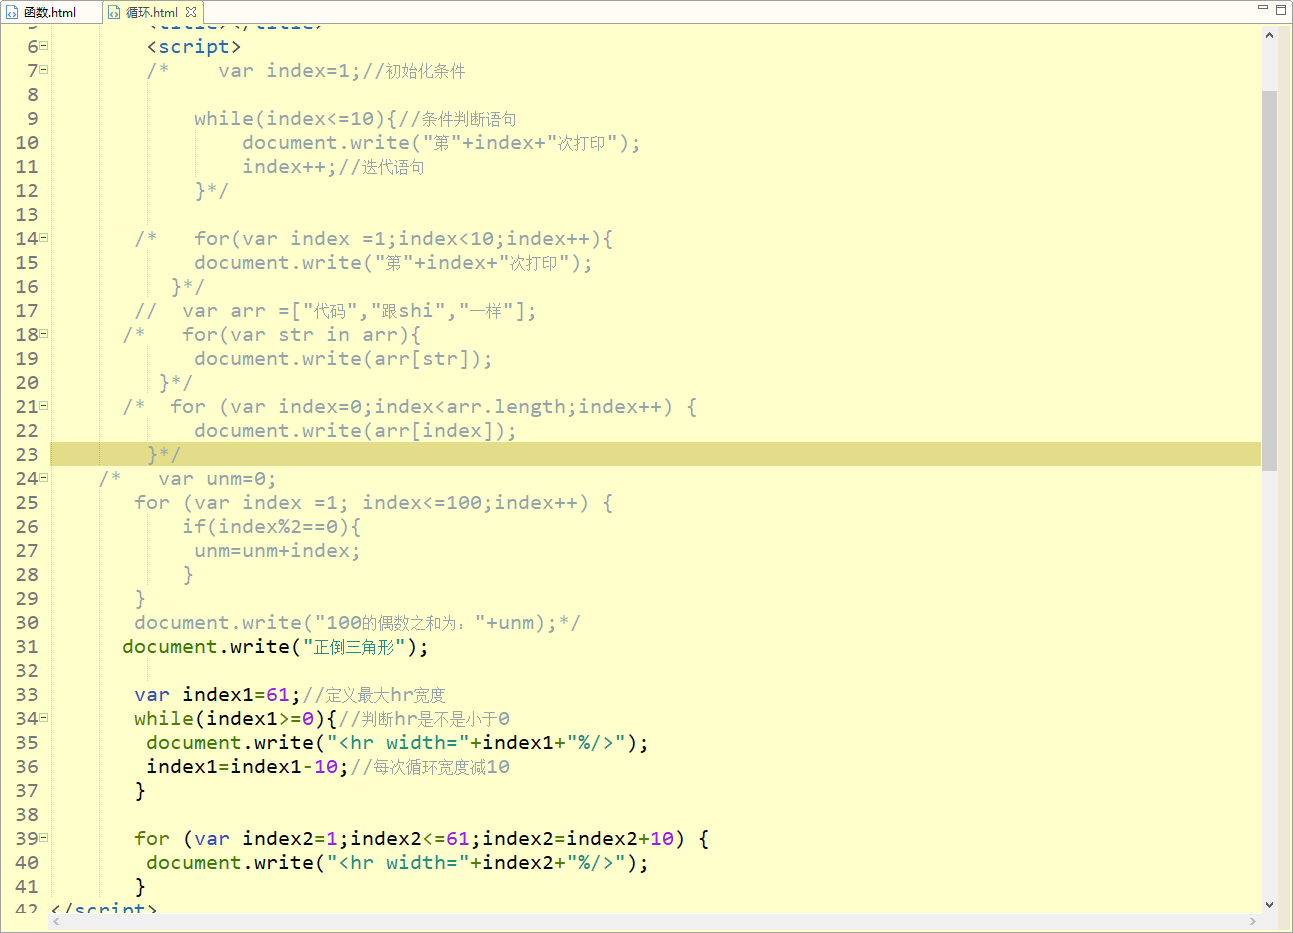 函数.html 循环.html
5 <title></title>
6 <script>
7 /*    var index=1;//初始化条件
8
9 while(index<=10){//条件判断语句
10 document.write("第"+index+"次打印");
11 index++;//迭代语句
12 }*/
13
14 /*   for(var index =1;index<10;index++){
15 document.write("第"+index+"次打印");
16 }*/
17 //  var arr =["代码","跟shi","一样"];
18 /*   for(var str in arr){
19 document.write(arr[str]);
20 }*/
21 /*  for (var index=0;index<arr.length;index++) {
22 document.write(arr[index]);
23 }*/
24 /*   var unm=0;
25 for (var index =1; index<=100;index++) {
26 if(index%2==0){
27 unm=unm+index;
28 }
29 }
30 document.write("100的偶数之和为："+unm);*/
31 document.write("正倒三角形");
32
33 var index1=61;//定义最大hr宽度
34 while(index1>=0){//判断hr是不是小于0
35 document.write("<hr width="+index1+"%/>");
36 index1=index1-10;//每次循环宽度减10
37 }
38
39 for (var index2=1;index2<=61;index2=index2+10) {
40 document.write("<hr width="+index2+"%/>");
41 }
42 </script>